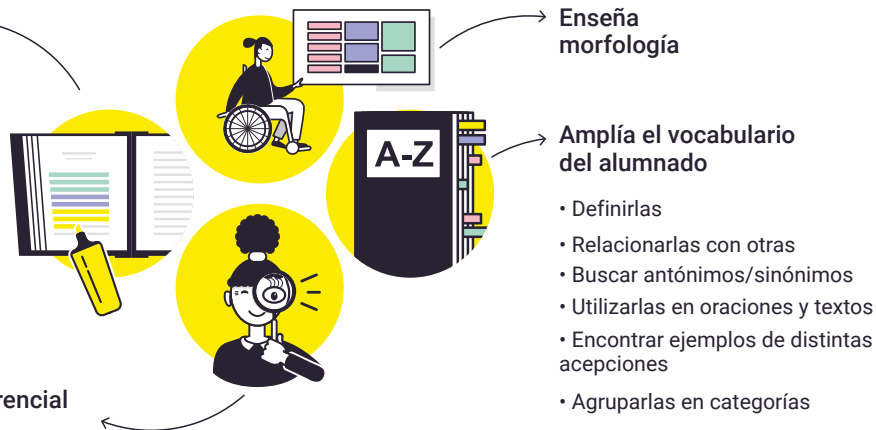 Enseña
morfología
A-Z
Amplía el vocabulario
del alumnado
• Definirlas
• Relacionarlas con otras
• Buscar antónimos/sinónimos
• Utilizarlas en oraciones y textos
• Encontrar ejemplos de distintas
acepciones
• Agruparlas en categorías